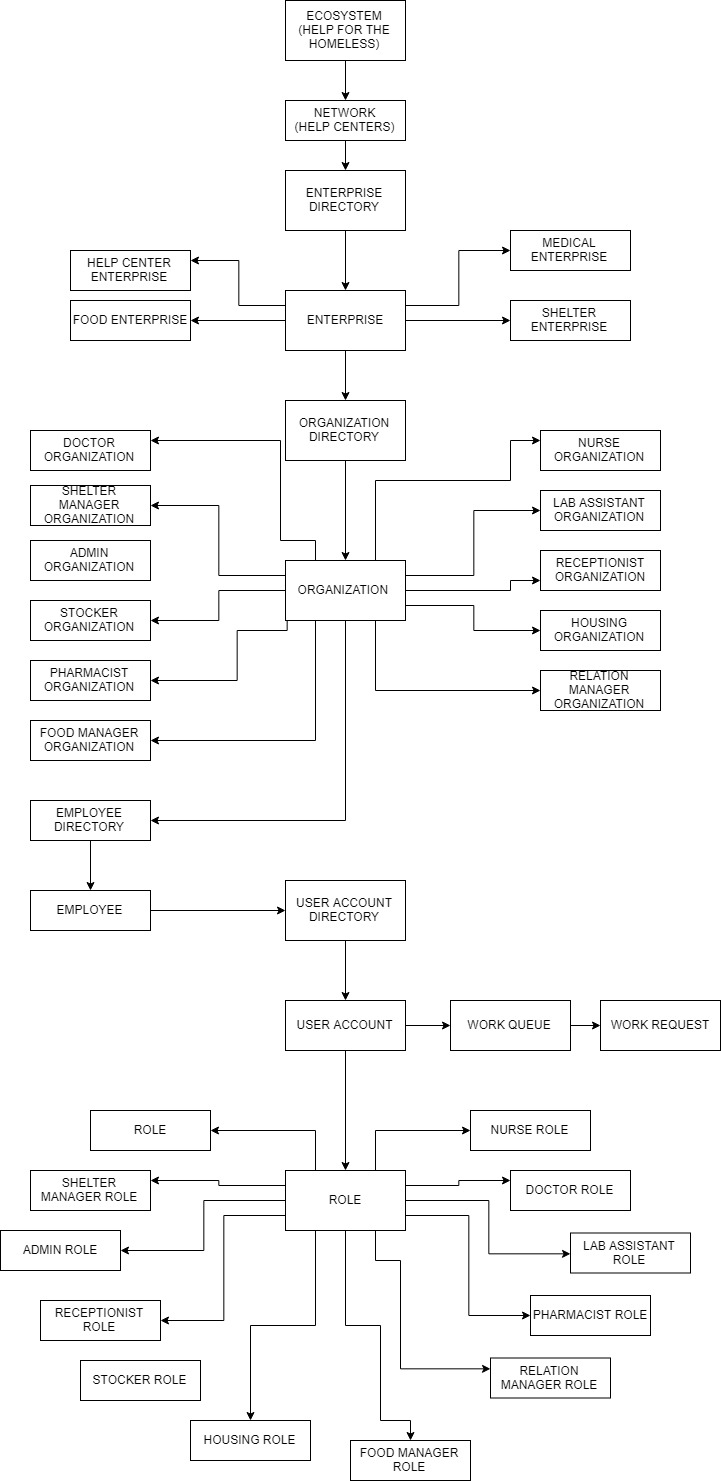 ECOSYSTEM
(HELP FOR THE
HOMELESS)
NETWORK
(HELP CENTERS)
ENTERPRISE
DIRECTORY
HELP CENTER
ENTERPRISE
MEDICAL
ENTERPRISE
FOOD ENTERPRISE
ENTERPRISE
SHELTER
ENTERPRISE
ORGANIZATION
DIRECTORY
DOCTOR
ORGANIZATION
NURSE
ORGANIZATION
SHELTER
MANAGER
ORGANIZATION
LAB ASSISTANT
ORGANIZATION
ADMIN
ORGANIZATION
RECEPTIONIST
ORGANIZATION
ORGANIZATION
STOCKER
ORGANIZATION
HOUSING
ORGANIZATION
PHARMACIST
ORGANIZATION
RELATION
MANAGER
ORGANIZATION
FOOD MANAGER
ORGANIZATION
EMPLOYEE
DIRECTORY
EMPLOYEE
USER ACCOUNT
DIRECTORY
USER ACCOUNT
WORK QUEUE
WORK REQUEST
ROLE
NURSE ROLE
SHELTER
MANAGER ROLE
ROLE
DOCTOR ROLE
ADMIN ROLE
LAB ASSISTANT
ROLE
RECEPTIONIST
ROLE
PHARMACIST ROLE
STOCKER ROLE
RELATION
MANAGER ROLE
HOUSING ROLE
FOOD MANAGER
ROLE